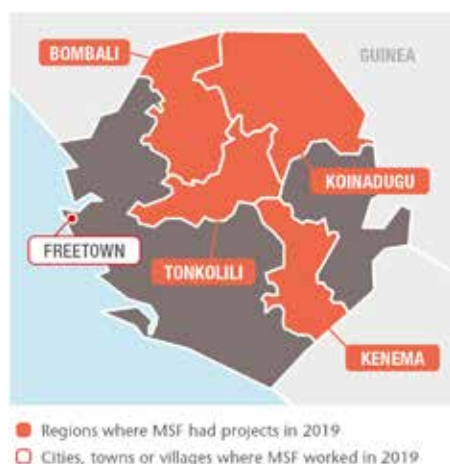 BOMBALI
GUINEA
KOINADUGU
FREETOWN
TONKOLILI
KENEMA
Regions where MSF had projects in 2019
Cities, towns or villages where MSF worked in 2019